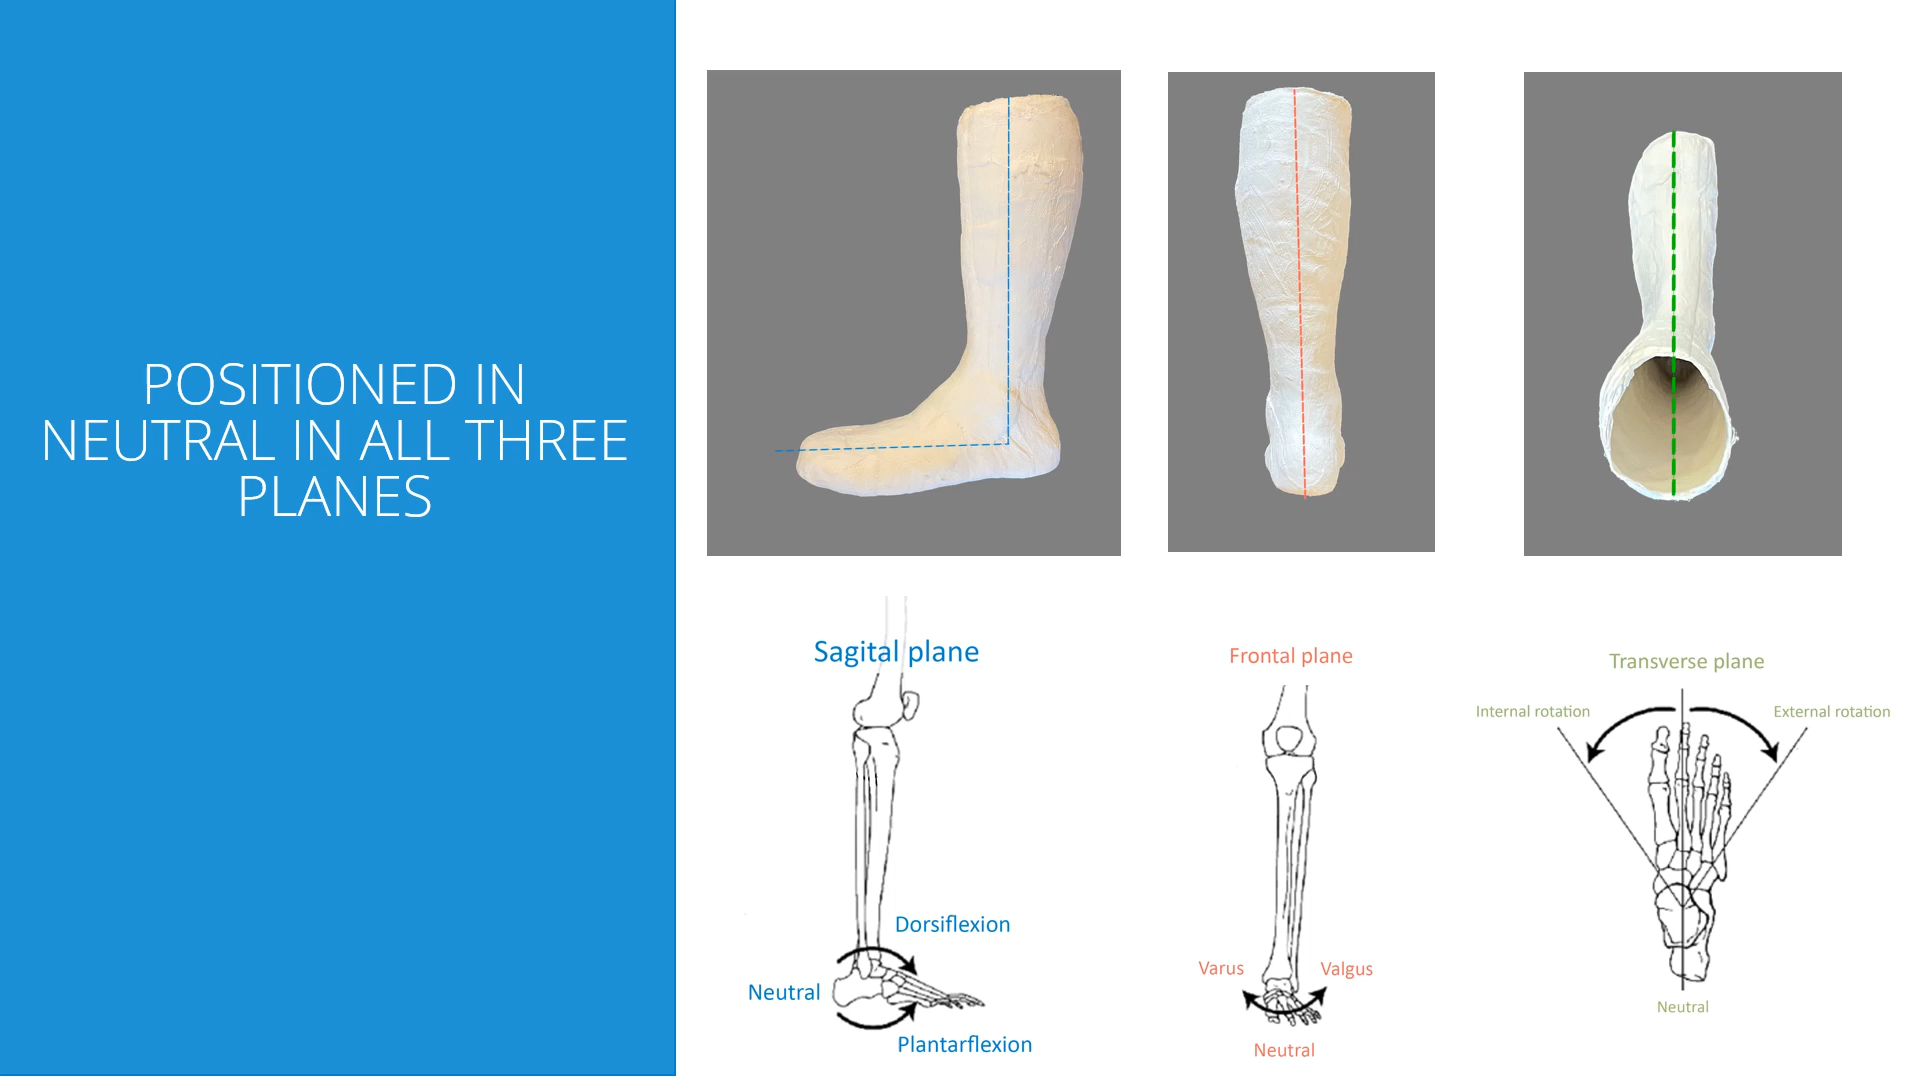 POSITIONED IN
NEUTRAL IN ALL THREE
PLANES
Sagital plane
Dorsiflexion
Neutral
Plantarflexion
Frontal plane
Varus
Valgus
Neutral
Transverse plane
Internal rotation
External rotation
Neutral